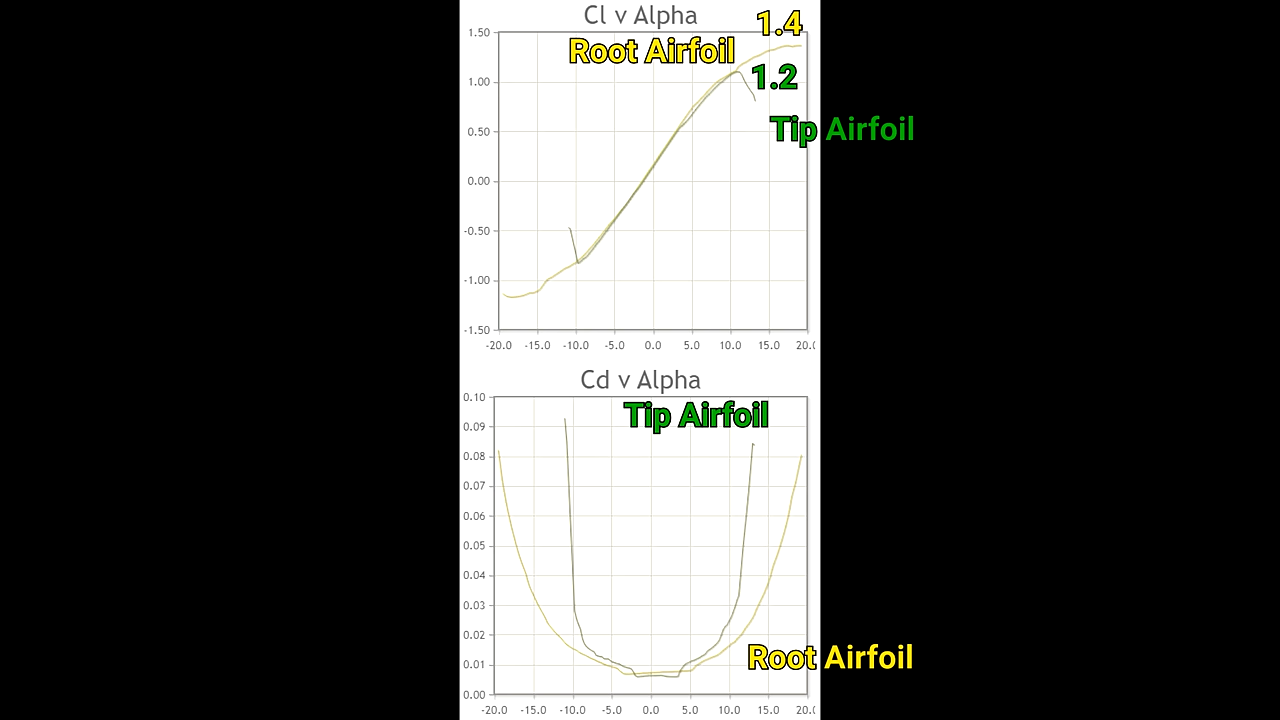 Cl v Alpha
1.4
1.50
Root Airfoil
1.2
1.00
Tip Airfoil
0.50
0.00
-0.50
-1.00
-1.50
-20.0 -15.0 -10.0 -5.0 0.0 5.0 10.0 15.0 20.0
Cd v Alpha
0.10
Tip Airfoil
0.09
0.08
0.07
0.06
0.05
0.04
0.03
0.02
Root Airfoil
0.01
0.00
-20.0 -15.0 -10.0 -5.0 0.0 5.0 10.0 15.0 20.0